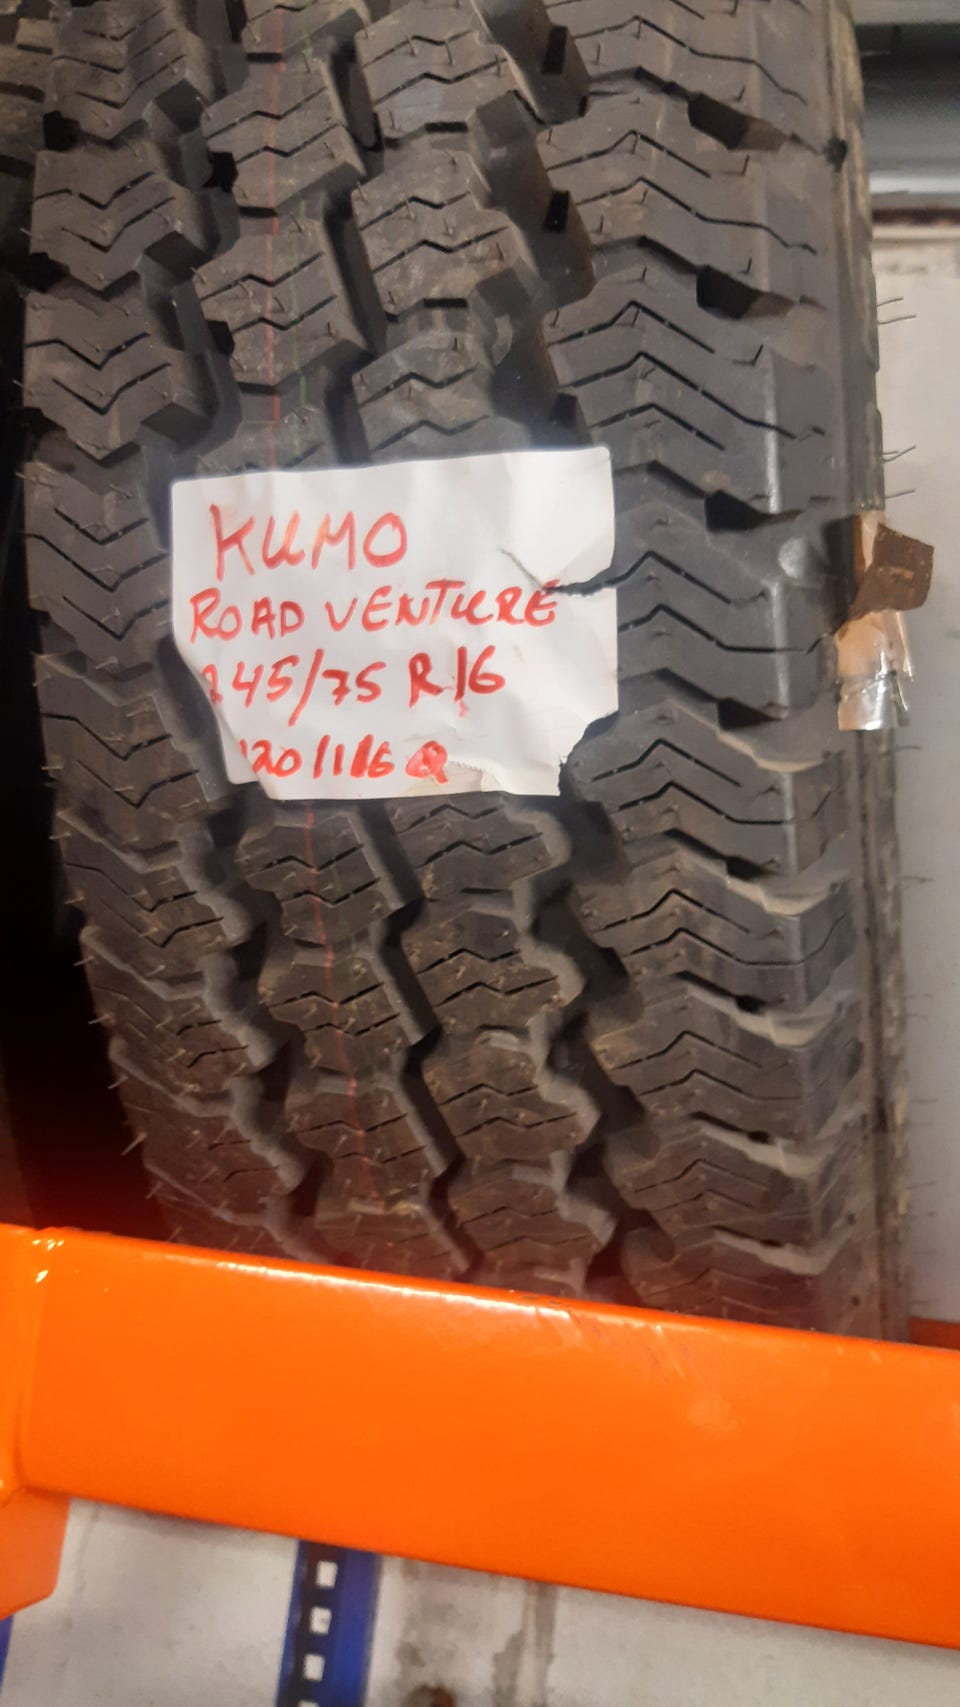 KUMO
ROAD VENTURE
245/75 R16
120/116 Q